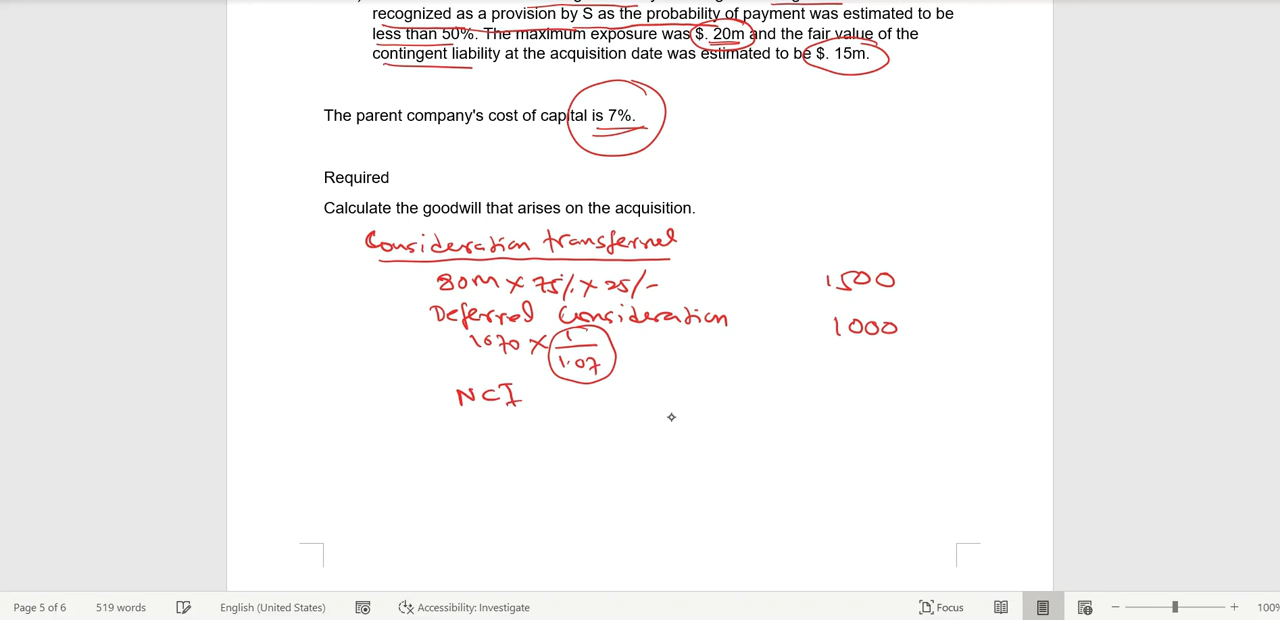 recognized as a provision by S as the probability of payment was estimated to be
less than 50%. The maximum exposure was $. 20m and the fair value of the
contingent liability at the acquisition date was estimated to be $. 15m.
The parent company's cost of capital is 7%.
Required
Calculate the goodwill that arises on the acquisition.
Consideration transferred
80m × 75% × 25/- 1500
Deferred Consideration 1000
1070 × 1/1.07
NCI
Page 5 of 6 519 words English (United States) Accessibility: Investigate Focus 100%